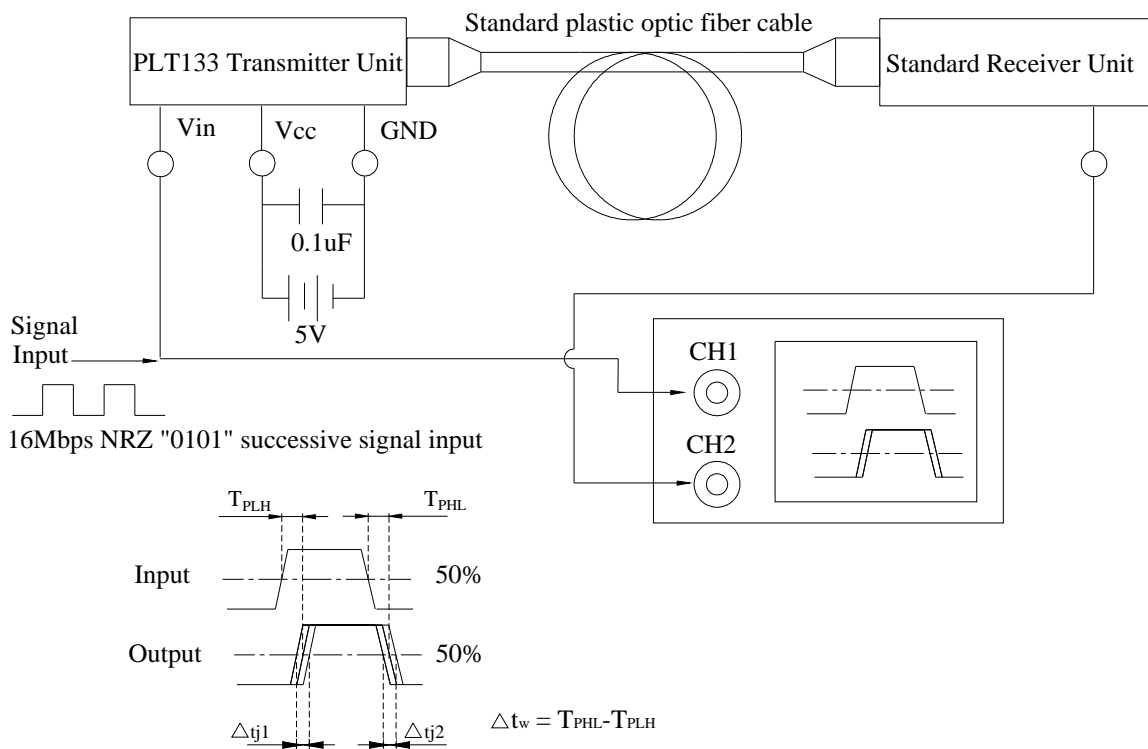 Standard plastic optic fiber cable
PLT133 Transmitter Unit
Standard Receiver Unit
Vin
Vcc
GND
0.1uF
5V
Signal
Input
CH1
CH2
16Mbps NRZ "0101" successive signal input
TPLH
TPHL
Input
50%
Output
50%
△tj1
△tj2
△tw = TPHL-TPLH